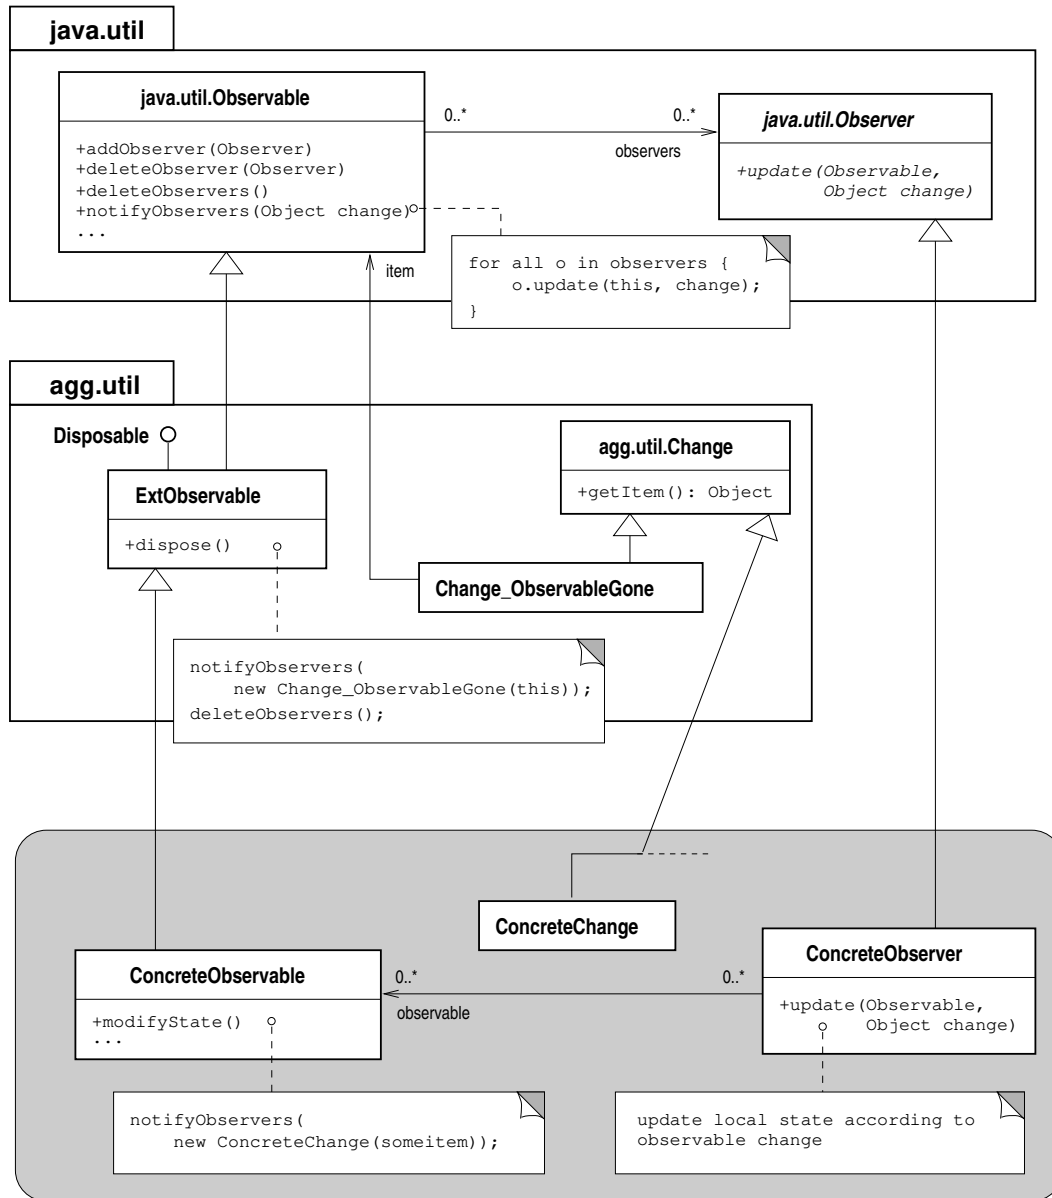 java.util
java.util.Observable
+addObserver(Observer)
+deleteObserver(Observer)
+deleteObservers()
+notifyObservers(Object change)
...
0..*
0..*
observers
java.util.Observer
+update(Observable,
Object change)
item
for all o in observers {
o.update(this, change);
}
agg.util
Disposable
ExtObservable
+dispose()
agg.util.Change
+getItem(): Object
Change_ObservableGone
notifyObservers(
new Change_ObservableGone(this));
deleteObservers();
ConcreteChange
ConcreteObservable
+modifyState()
...
0..*
0..*
observable
ConcreteObserver
+update(Observable,
Object change)
notifyObservers(
new ConcreteChange(someitem));
update local state according to
observable change